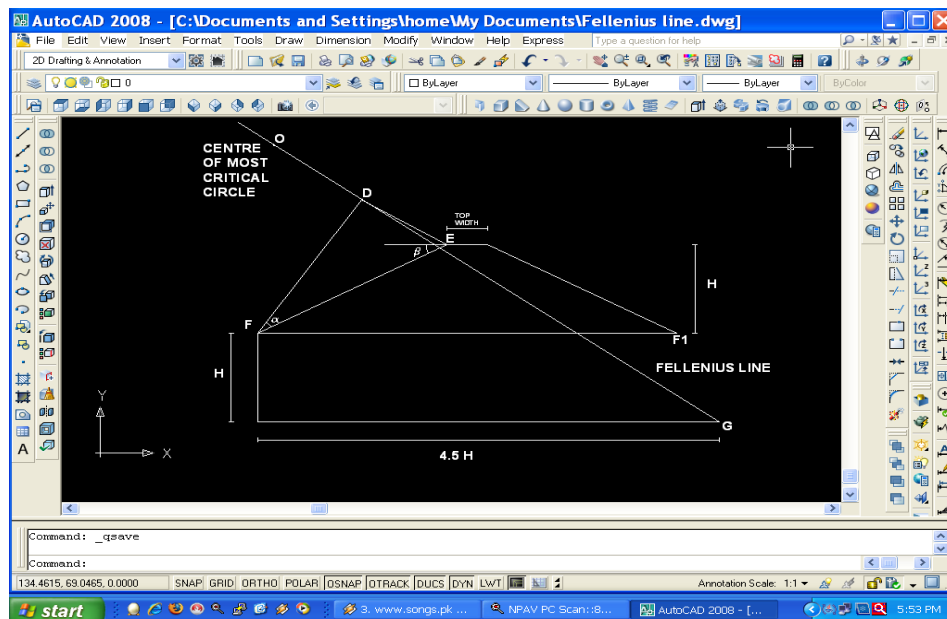 AutoCAD 2008 - [C:\Documents and Settings\home\My Documents\Fellenius line.dwg]
File Edit View Insert Format Tools Draw Dimension Modify Window Help Express Type a question for help
2D Drafting & Annotation
0 ByLayer ByLayer ByLayer ByColor
O
CENTRE
OF MOST
CRITICAL
CIRCLE
D
TOP
WIDTH
E
β
H
α
F
F1
H
FELLENIUS LINE
Y
G
X
4.5 H
A
Command: _qsave
Command:
134.4615, 69.0465, 0.0000 SNAP GRID ORTHO POLAR OSNAP OTRACK DUCS DYN LWT Annotation Scale: 1:1
start 3. www.songs.pk ... NPAV PC Scan::8... AutoCAD 2008 - [... 5:53 PM